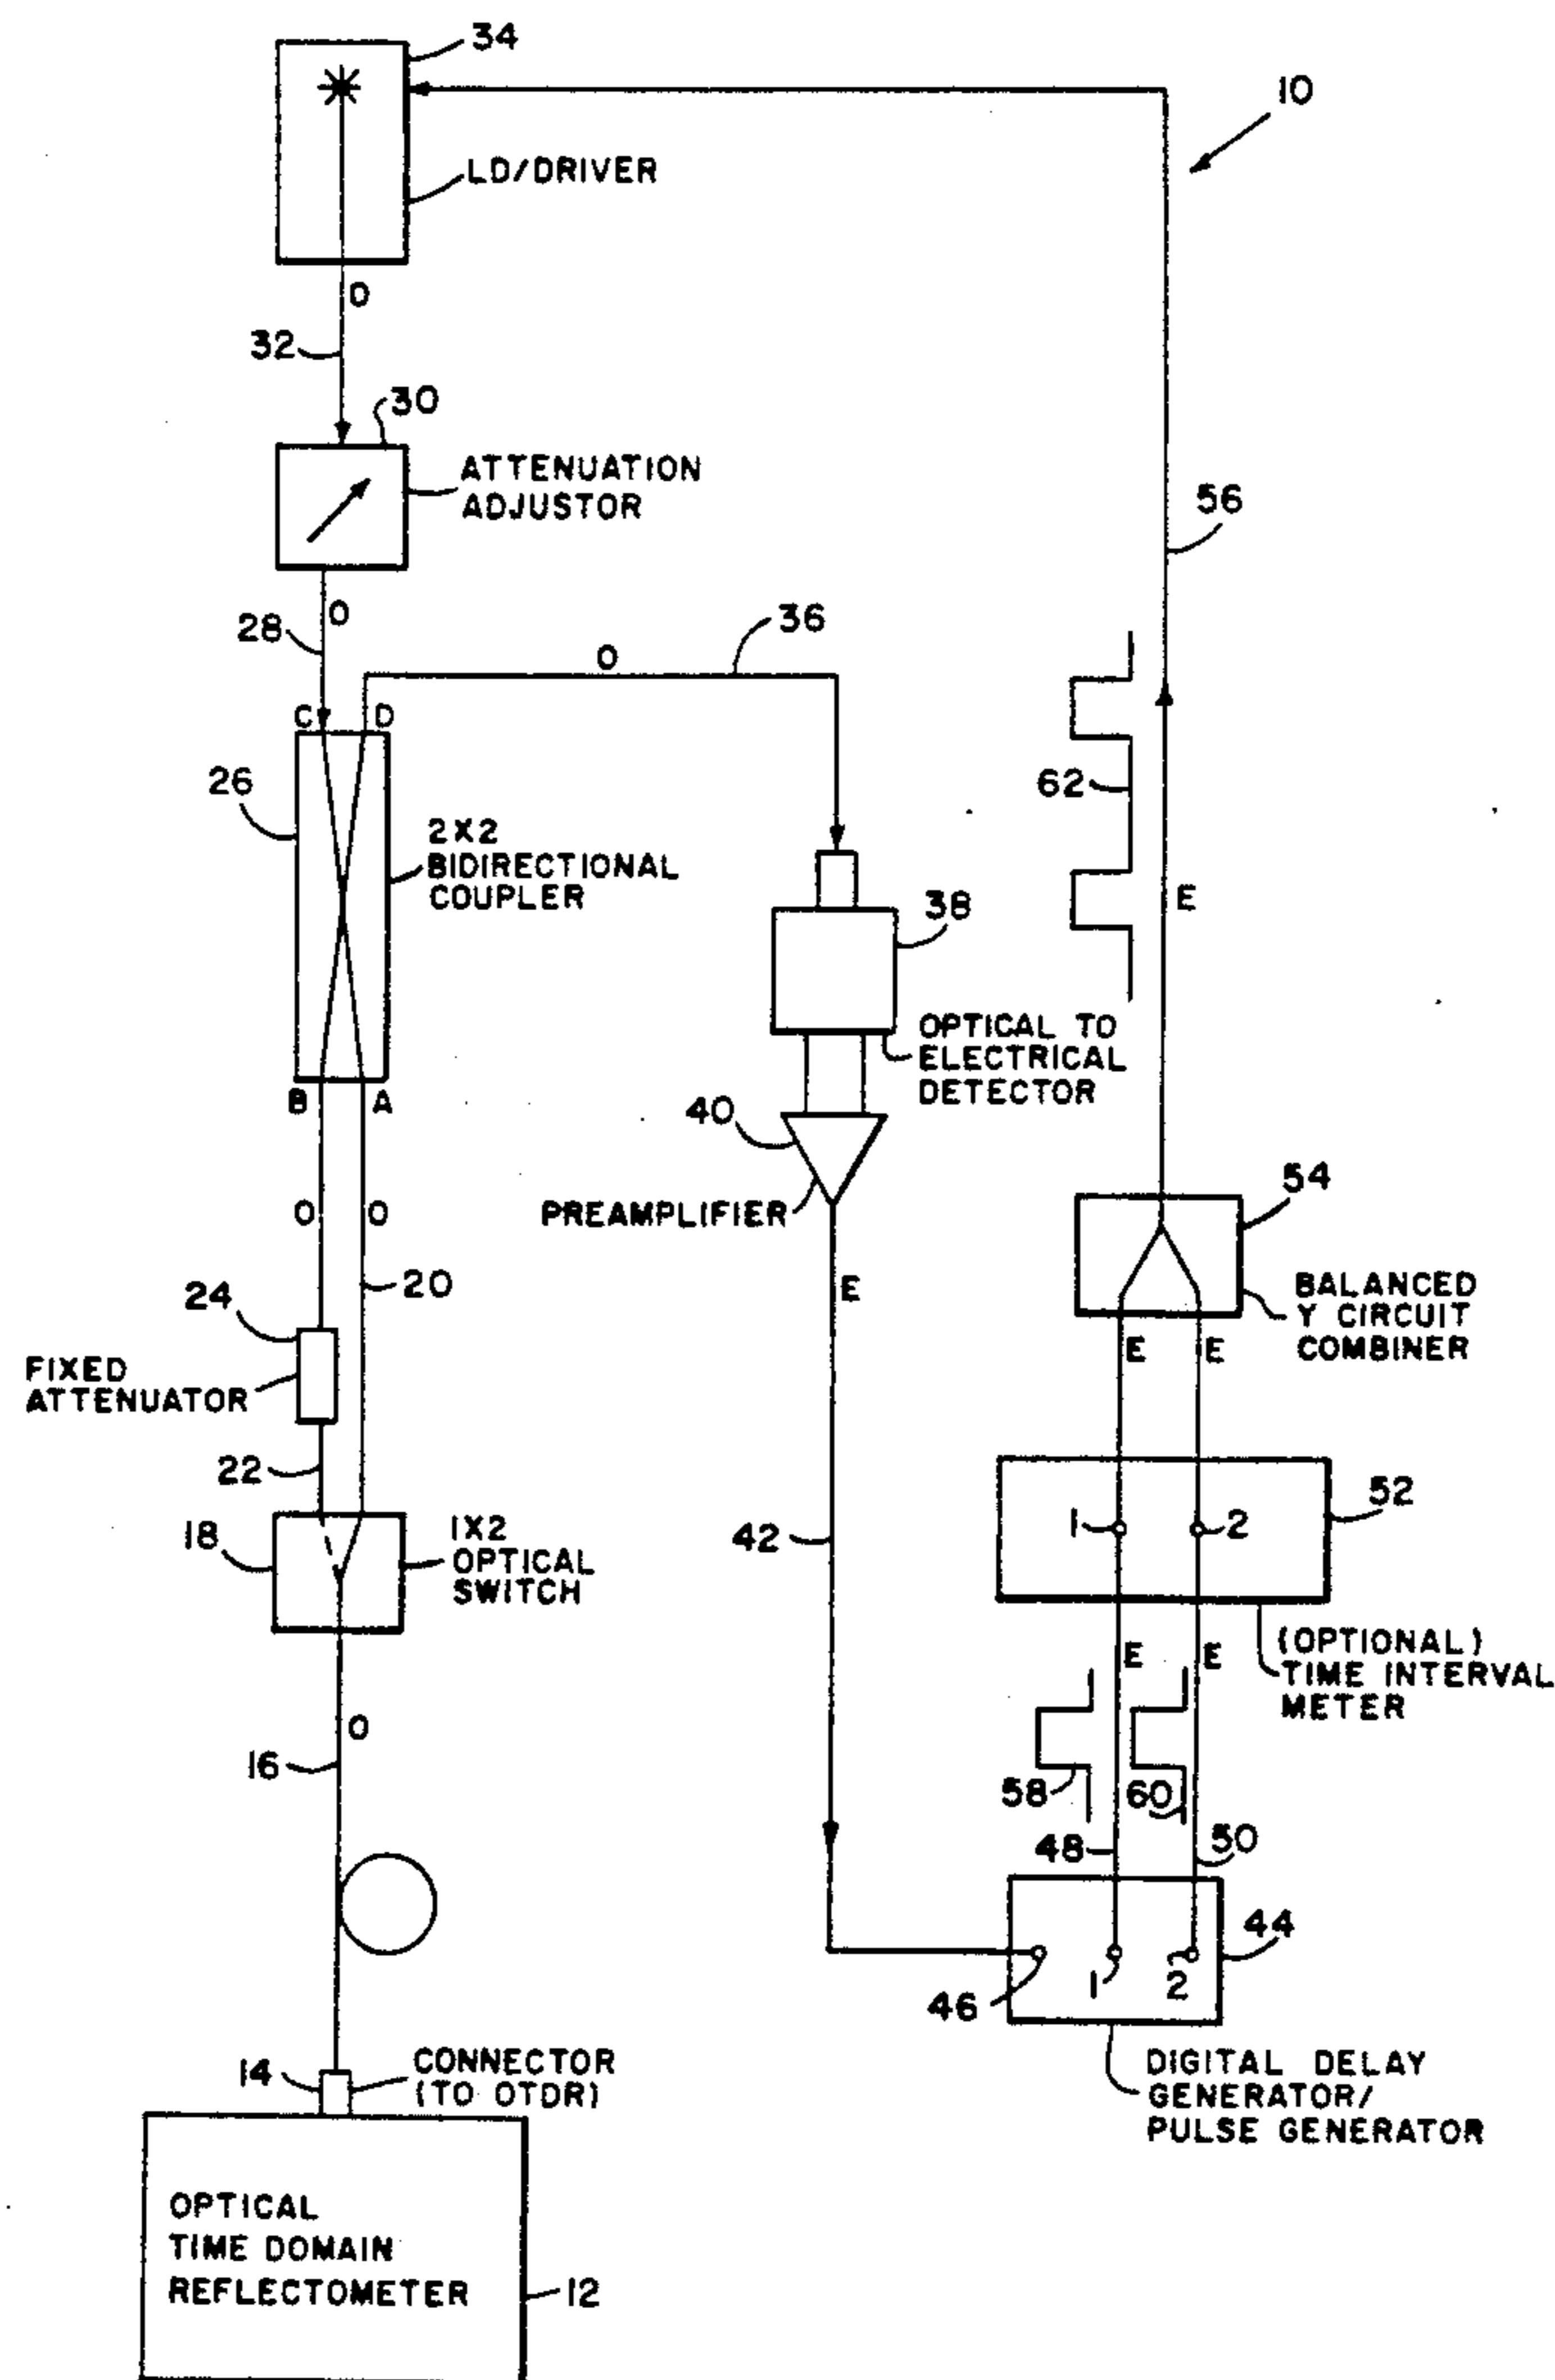 34
10
LD/DRIVER
O
32
30
ATTENUATION
ADJUSTOR
56
O
28
36
O
C
D
26
62
2X2
BIDIRECTIONAL
COUPLER
E
38
OPTICAL TO
ELECTRICAL
DETECTOR
B
A
40
54
O
O
PREAMPLIFIER
20
E
24
BALANCED
Y CIRCUIT
COMBINER
E
E
FIXED
ATTENUATOR
22
52
18
1X2
OPTICAL
SWITCH
42
1
2
(OPTIONAL)
TIME INTERVAL
METER
E
E
O
16
58
60
48
50
44
46
1
2
14
CONNECTOR
(TO OTDR)
DIGITAL DELAY
GENERATOR/
PULSE GENERATOR
OPTICAL
TIME DOMAIN
REFLECTOMETER
12